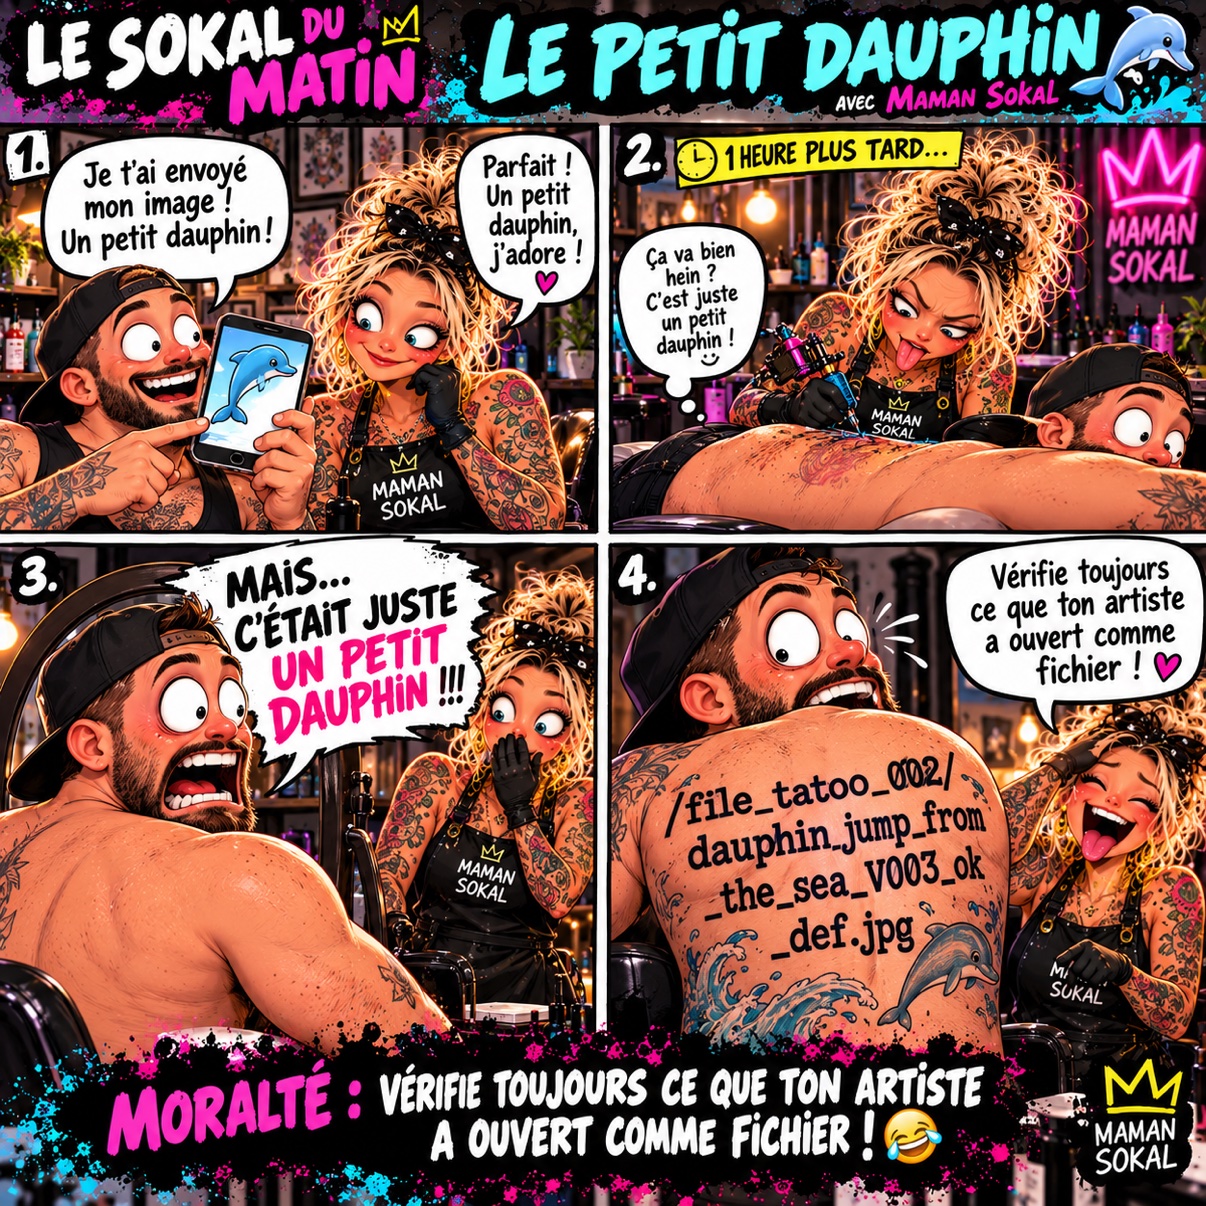 LE SOKAL DU
MATIN
LE PETIT DAUPHIN
AVEC MAMAN SOKAL
1.
Je t'ai envoyé
mon image !
Un petit dauphin !
Parfait !
Un petit
dauphin,
j'adore !
MAMAN
SOKAL
2.
1 HEURE PLUS TARD...
Ça va bien
hein ?
C'est juste
un petit
dauphin !
MAMAN
SOKAL
MAMAN
SOKAL
3.
MAIS...
C'ÉTAIT JUSTE
UN PETIT
DAUPHIN !!!
MAMAN
SOKAL
4.
Vérifie toujours
ce que ton artiste
a ouvert comme
fichier !
/file_tatoo_002/
dauphin_jump_from
_the_sea_V003_ok
_def.jpg
SOKAL
MORALTÉ : VÉRIFIE TOUJOURS CE QUE TON ARTISTE
A OUVERT COMME FICHIER !
MAMAN
SOKAL